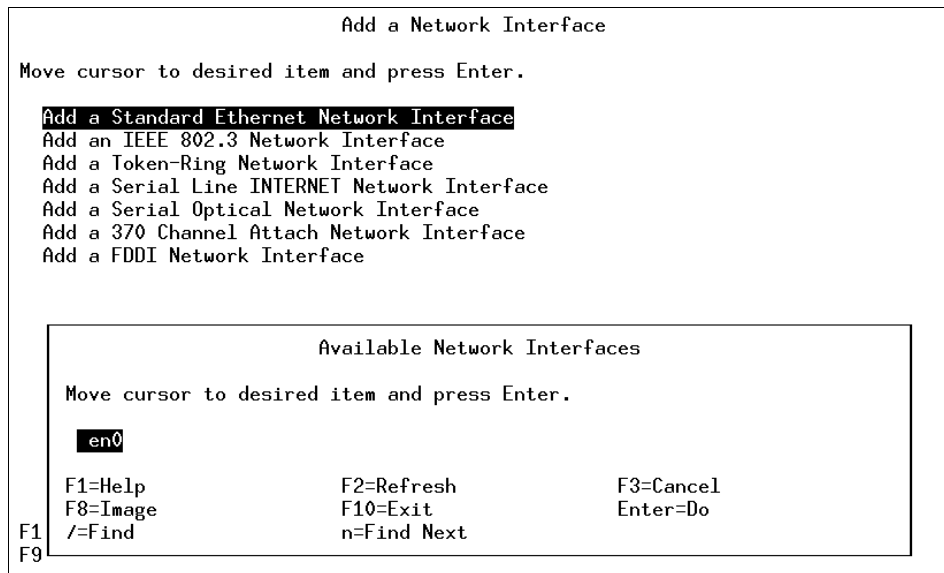 Add a Network Interface
Move cursor to desired item and press Enter.
Add a Standard Ethernet Network Interface
Add an IEEE 802.3 Network Interface
Add a Token-Ring Network Interface
Add a Serial Line INTERNET Network Interface
Add a Serial Optical Network Interface
Add a 370 Channel Attach Network Interface
Add a FDDI Network Interface
Available Network Interfaces
Move cursor to desired item and press Enter.
en0
F1=Help F2=Refresh F3=Cancel
F8=Image F10=Exit Enter=Do
F1 /=Find n=Find Next
F9